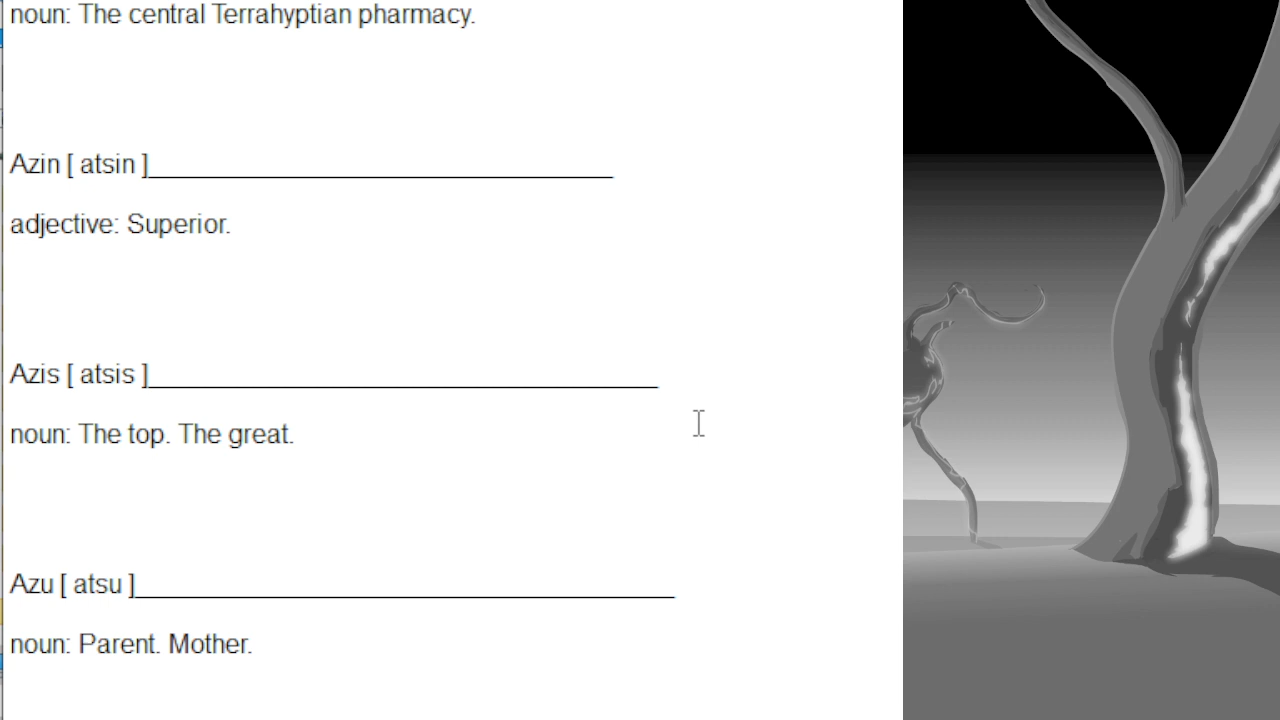 noun: The central Terrahyptian pharmacy.
Azin [ atsin ]
adjective: Superior.
Azis [ atsis ]
noun: The top. The great.
Azu [ atsu ]
noun: Parent. Mother.